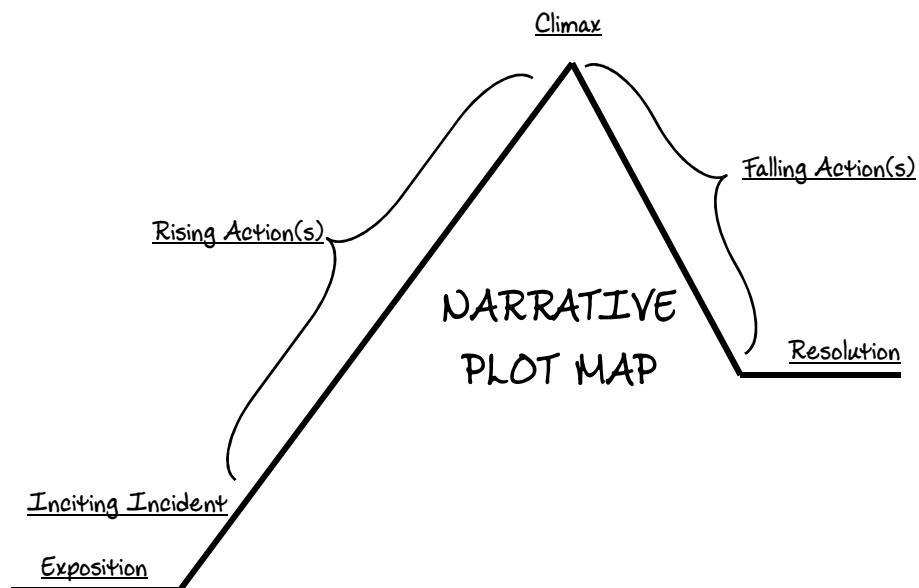 Climax
Falling Action(s)
Rising Action(s)
NARRATIVE
PLOT MAP
Resolution
Inciting Incident
Exposition